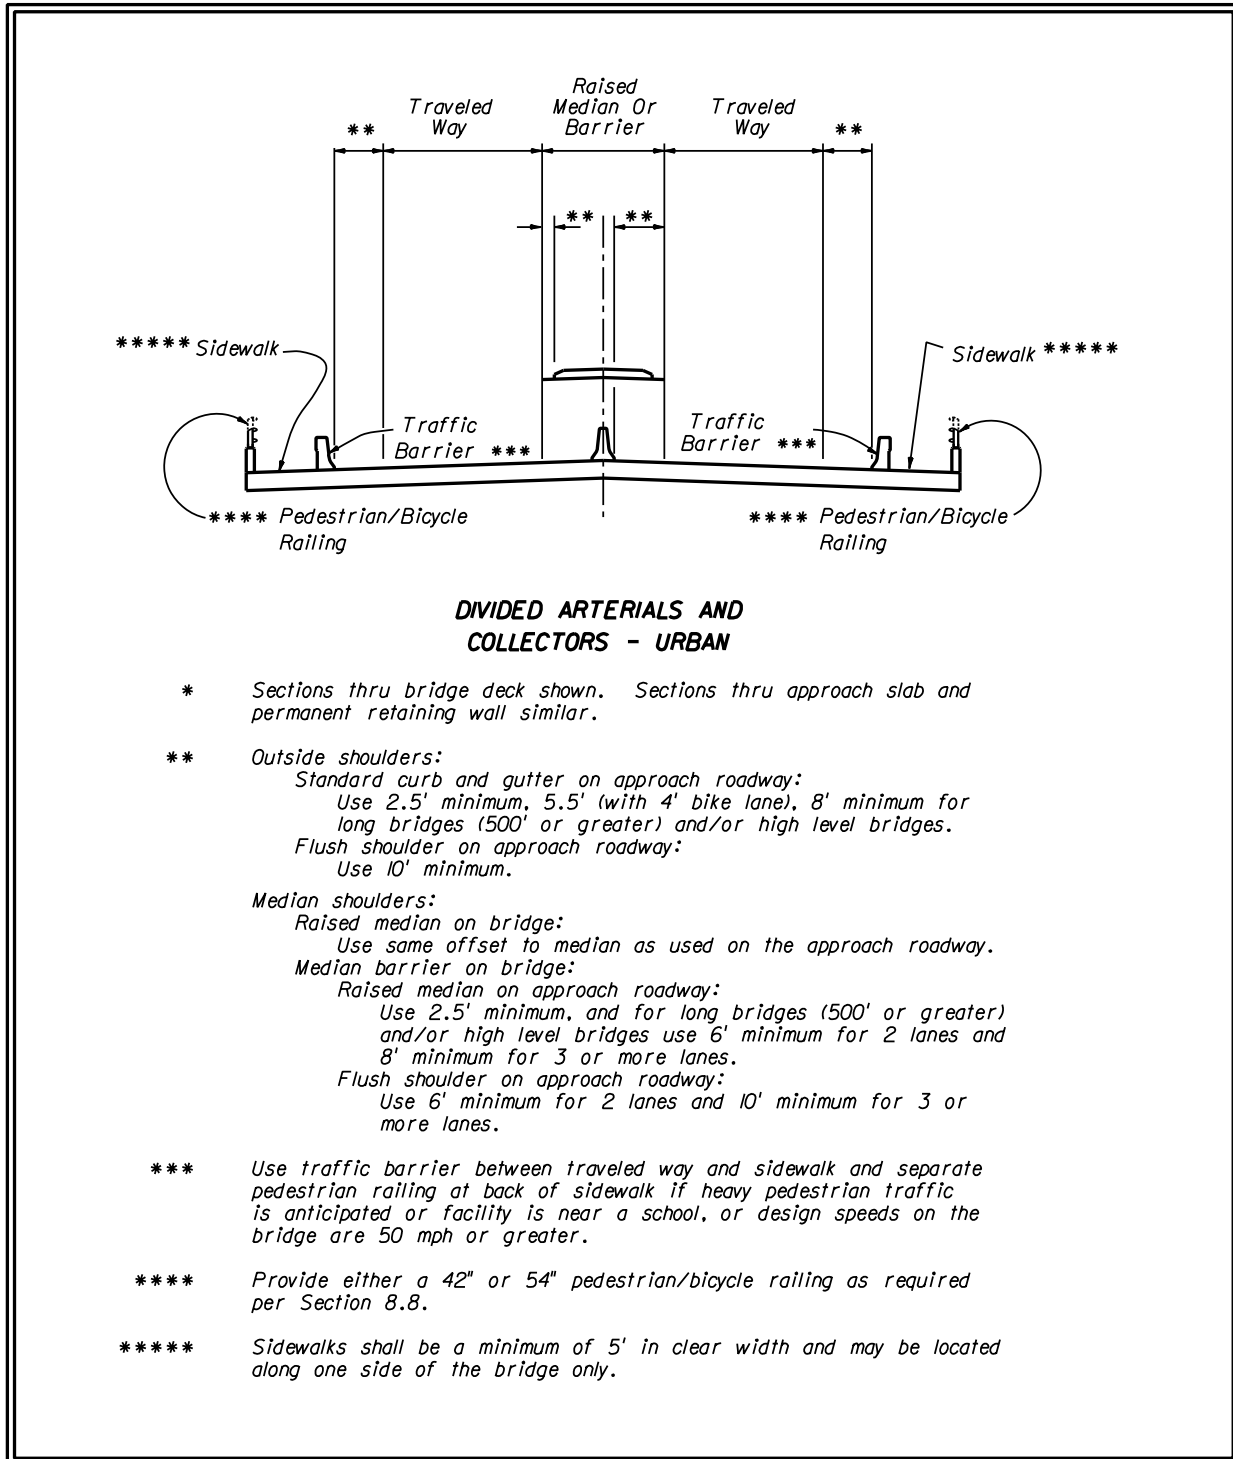 Raised
Median Or
Barrier
Traveled
Way
Traveled
Way
**
**
**
**
***** Sidewalk
Sidewalk *****
Traffic
Barrier ***
Traffic
Barrier ***
**** Pedestrian/Bicycle
Railing
**** Pedestrian/Bicycle
Railing
DIVIDED ARTERIALS AND
COLLECTORS - URBAN
* Sections thru bridge deck shown. Sections thru approach slab and
permanent retaining wall similar.
** Outside shoulders:
Standard curb and gutter on approach roadway:
Use 2.5' minimum, 5.5' (with 4' bike lane), 8' minimum for
long bridges (500' or greater) and/or high level bridges.
Flush shoulder on approach roadway:
Use 10' minimum.
Median shoulders:
Raised median on bridge:
Use same offset to median as used on the approach roadway.
Median barrier on bridge:
Raised median on approach roadway:
Use 2.5' minimum, and for long bridges (500' or greater)
and/or high level bridges use 6' minimum for 2 lanes and
8' minimum for 3 or more lanes.
Flush shoulder on approach roadway:
Use 6' minimum for 2 lanes and 10' minimum for 3 or
more lanes.
*** Use traffic barrier between traveled way and sidewalk and separate
pedestrian railing at back of sidewalk if heavy pedestrian traffic
is anticipated or facility is near a school, or design speeds on the
bridge are 50 mph or greater.
**** Provide either a 42" or 54" pedestrian/bicycle railing as required
per Section 8.8.
***** Sidewalks shall be a minimum of 5' in clear width and may be located
along one side of the bridge only.